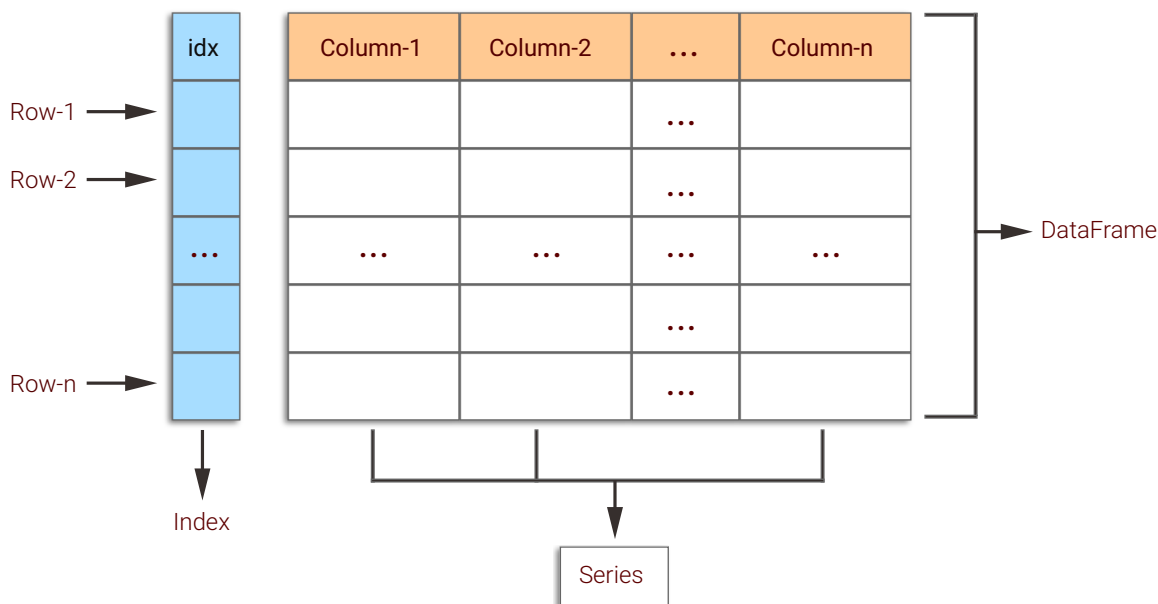 idx Column-1 Column-2 ... Column-n
Row-1 ...
Row-2 ...
... ... ... ... ...
DataFrame
...
Row-n ...
Index
Series